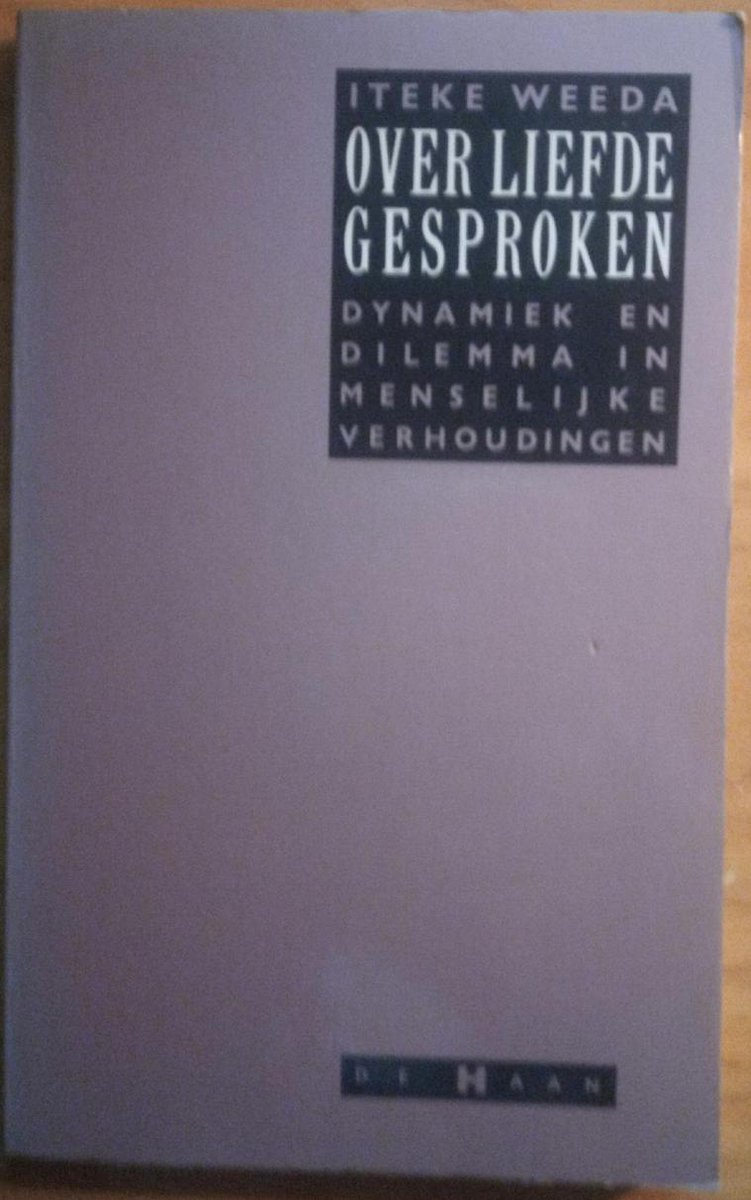 ITEKE WEEDA
OVER LIEFDE
GESPROKEN
DYNAMIEK EN
DILEMMA IN
MENSELIJKE
VERHOUDINGEN
DE HAAN